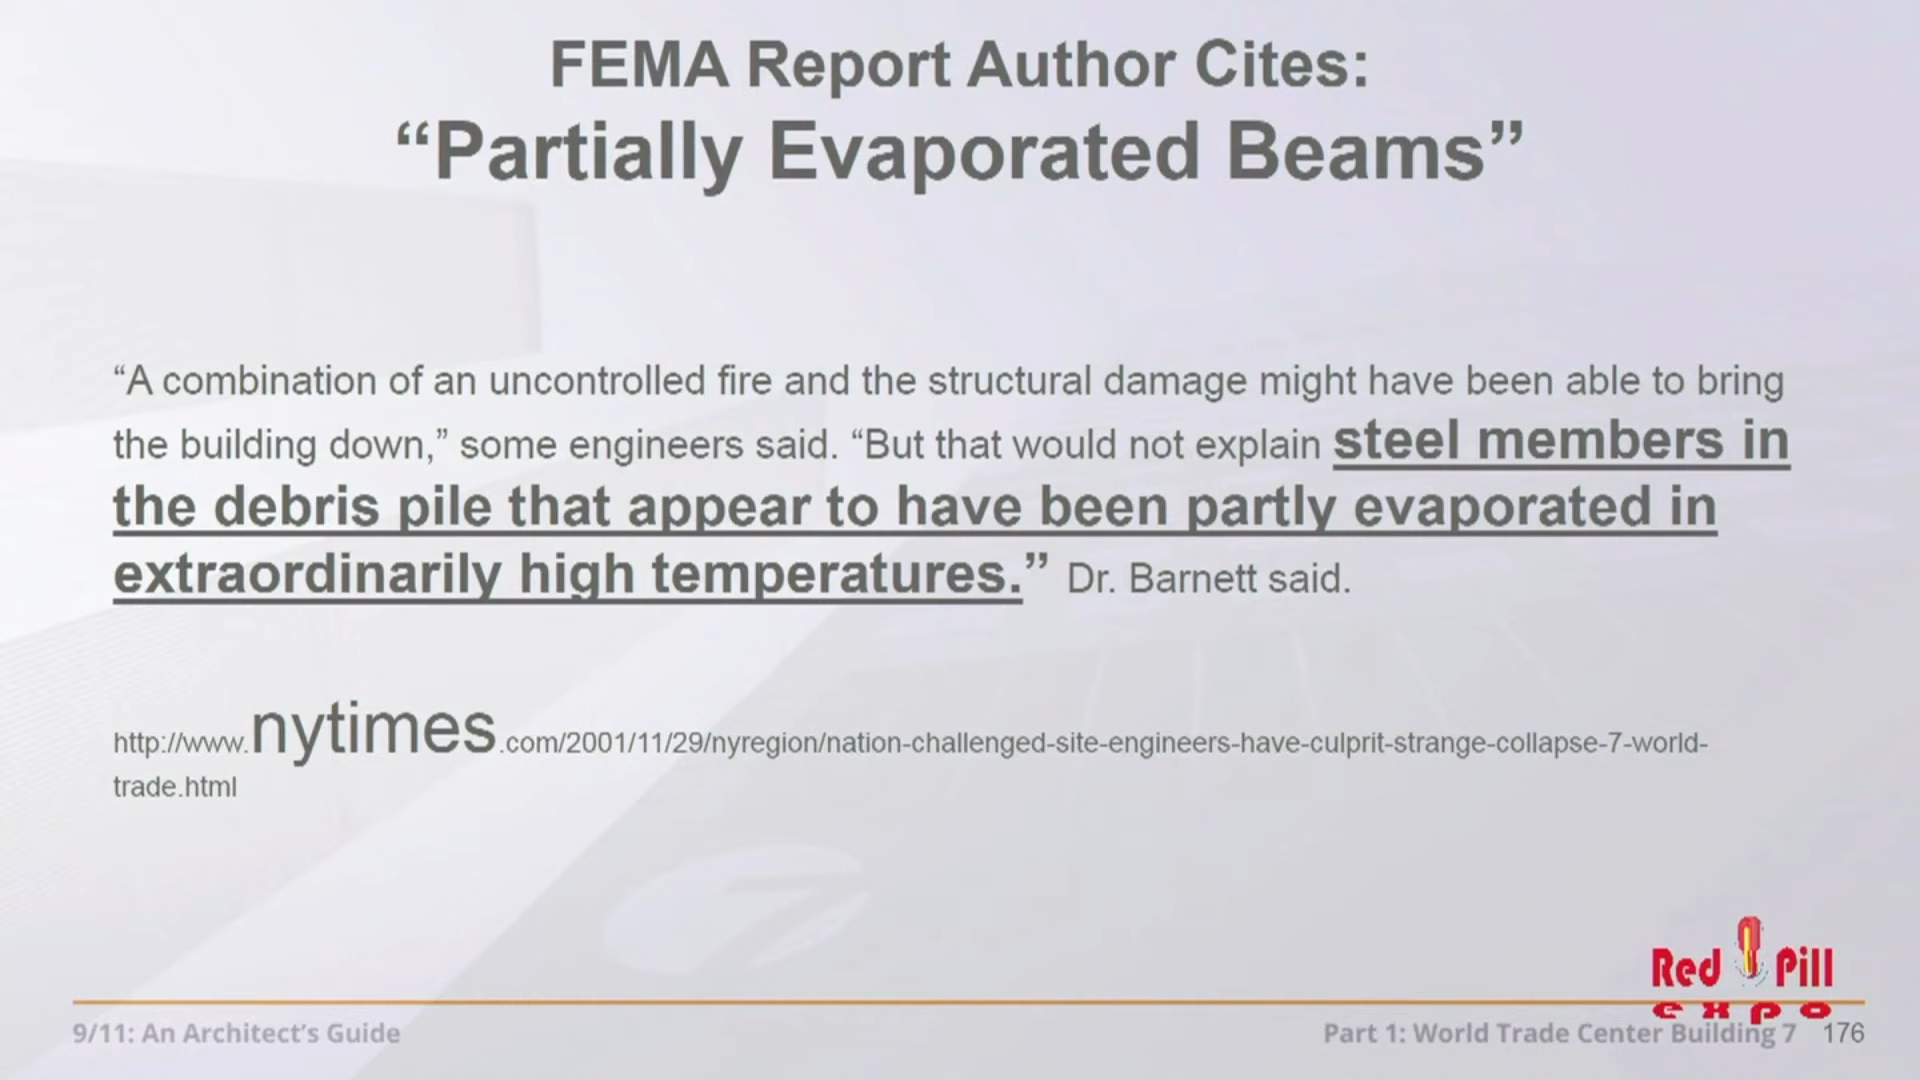 FEMA Report Author Cites:
“Partially Evaporated Beams”
“A combination of an uncontrolled fire and the structural damage might have been able to bring
the building down,” some engineers said. “But that would not explain steel members in
the debris pile that appear to have been partly evaporated in
extraordinarily high temperatures.” Dr. Barnett said.
http://www.nytimes.com/2001/11/29/nyregion/nation-challenged-site-engineers-have-culprit-strange-collapse-7-world-
trade.html
Red Pill
expo
9/11: An Architect’s Guide
Part 1: World Trade Center Building 7 176